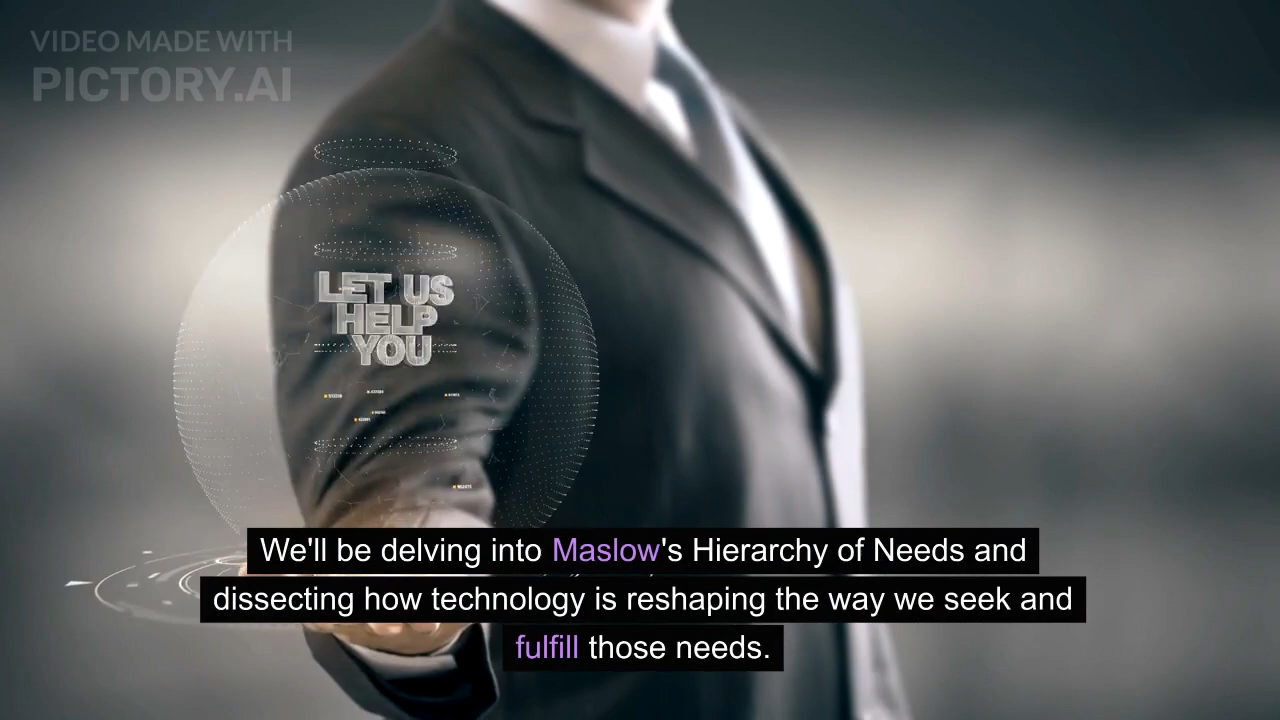 VIDEO MADE WITH
PICTORY.AI
LET US
HELP
YOU
We'll be delving into Maslow's Hierarchy of Needs and
dissecting how technology is reshaping the way we seek and
fulfill those needs.